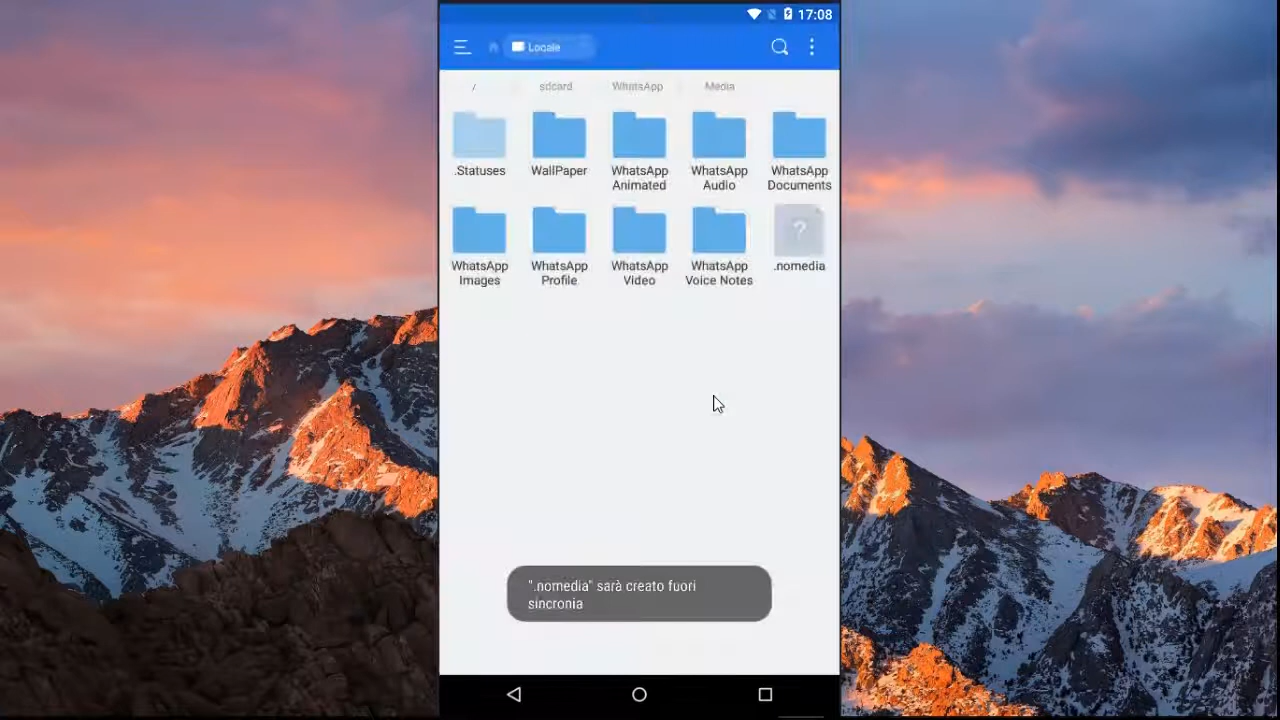 17:08
Locale
/ sdcard WhatsApp Media
.Statuses
WallPaper
WhatsApp
Animated
WhatsApp
Audio
WhatsApp
Documents
WhatsApp
Images
WhatsApp
Profile
WhatsApp
Video
WhatsApp
Voice Notes
?
.nomedia
".nomedia" sarà creato fuori
sincronia